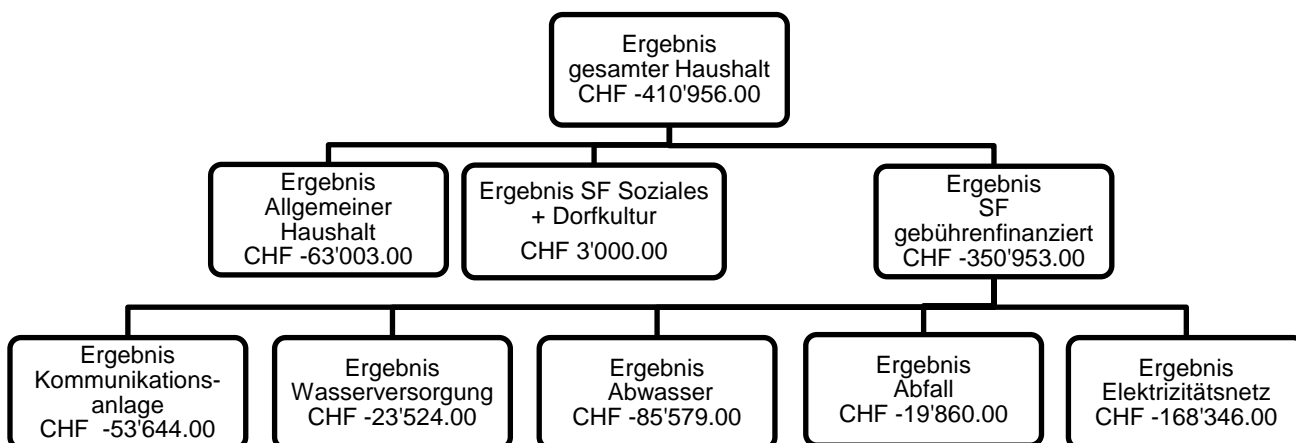 Ergebnis
gesamter Haushalt
CHF -410'956.00
Ergebnis
Allgemeiner
Haushalt
CHF -63'003.00
Ergebnis SF Soziales
+ Dorfkultur
CHF 3'000.00
Ergebnis
SF
gebührenfinanziert
CHF -350'953.00
Ergebnis
Kommunikations-
anlage
CHF -53'644.00
Ergebnis
Wasserversorgung
CHF -23'524.00
Ergebnis
Abwasser
CHF -85'579.00
Ergebnis
Abfall
CHF -19'860.00
Ergebnis
Elektrizitätsnetz
CHF -168'346.00